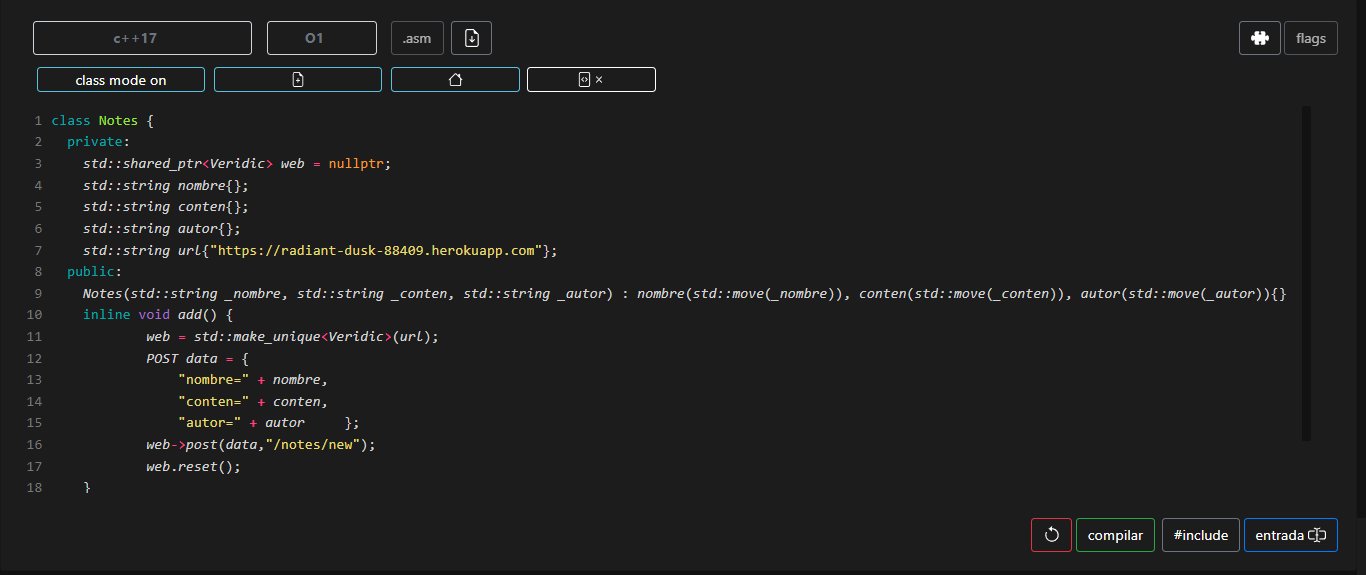 c++17 O1 .asm flags
class mode on ×
1 class Notes {
2 private:
3 std::shared_ptr<Veridic> web = nullptr;
4 std::string nombre{};
5 std::string conten{};
6 std::string autor{};
7 std::string url{"https://radiant-dusk-88409.herokuapp.com"};
8 public:
9 Notes(std::string _nombre, std::string _conten, std::string _autor) : nombre(std::move(_nombre)), conten(std::move(_conten)), autor(std::move(_autor)){}
10 inline void add() {
11 web = std::make_unique<Veridic>(url);
12 POST data = {
13 "nombre=" + nombre,
14 "conten=" + conten,
15 "autor=" + autor     };
16 web->post(data,"/notes/new");
17 web.reset();
18 }
compilar #include entrada